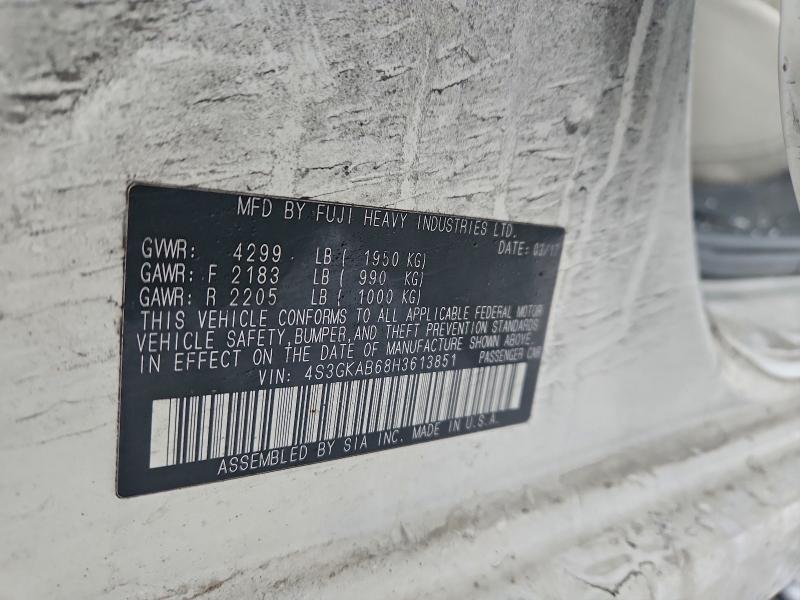 MFD BY FUJI HEAVY INDUSTRIES LTD.
DATE: 03/17
GVWR: 4299 LB ( 1950 KG)
GAWR: F 2183 LB ( 990 KG)
GAWR: R 2205 LB ( 1000 KG)
THIS VEHICLE CONFORMS TO ALL APPLICABLE FEDERAL MOTOR
VEHICLE SAFETY, BUMPER, AND THEFT PREVENTION STANDARDS
IN EFFECT ON THE DATE OF MANUFACTURE SHOWN ABOVE.
VIN: 4S3GKAB68H3613851 PASSENGER CAR
ASSEMBLED BY SIA INC. MADE IN U.S.A.